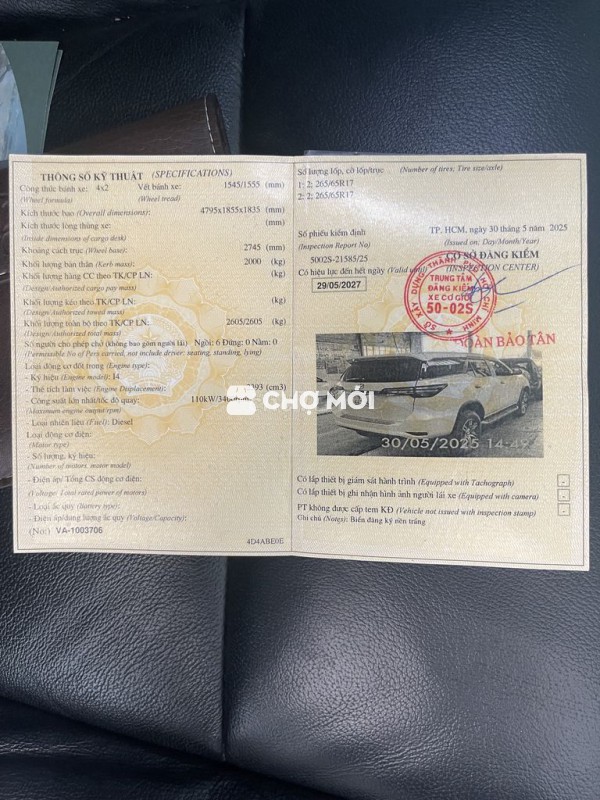 THÔNG SỐ KỸ THUẬT (SPECIFICATIONS)
Công thức bánh xe: 4x2 Vết bánh xe: 1545/1555 (mm)
(Wheel formula) (Wheel tread)
Kích thước bao (Overall dimensions): 4795x1855x1835 (mm)
Kích thước lòng thùng xe: (mm)
(Inside dimensions of cargo desk)
Khoảng cách trục (Wheel base): 2745 (mm)
Khối lượng bản thân (Kerb mass): 2000 (kg)
Khối lượng hàng CC theo TK/CP LN: (kg)
(Design/Authorized cargo pay mass)
Khối lượng kéo theo TK/CP LN: (kg)
(Design/Authorized towed mass)
Khối lượng toàn bộ theo TK/CP LN: 2605/2605 (kg)
(Design/Authorized total mass)
Số người cho phép chở (không bao gồm người lái) Ngồi: 6 Đứng: 0 Nằm: 0
(Permissible No of Pers carried, not include driver: seating, standing, lying)
Loại động cơ đốt trong (Engine type):
- Ký hiệu (Engine model): I4
- Thể tích làm việc (Engine Displacement): (cm3)
- Công suất lớn nhất/tốc độ quay: 110kW/
(Maximum engine output/rpm)
- Loại nhiên liệu (Fuel): Diesel
Loại động cơ điện:
(Motor type)
- Số lượng, ký hiệu:
(Number of motors, motor model)
- Điện áp/ Tổng CS động cơ điện:
(Voltage/ Total rated power of motors)
- Loại ắc quy (Battery type):
- Điện áp/dung lượng ắc quy (Voltage/Capacity):
(No:) VA-1003706
4D4ABE0E
Số lượng lốp, cỡ lốp/trục (Number of tires; Tire size/axle)
1: 2; 265/65R17
2: 2; 265/65R17
Số phiếu kiểm định
(Inspection Report No)
5002S-21585/25
Có hiệu lực đến hết ngày (Valid until)
29/05/2027
TP. HCM, ngày 30 tháng 5 năm 2025
(Issued on: Day/Month/Year)
CƠ SỞ ĐĂNG KIỂM
(INSPECTION CENTER)
SỞ XÂY DỰNG THÀNH PHỐ HỒ CHÍ MINH
TRUNG TÂM
ĐĂNG KIỂM
XE CƠ GIỚI
50-02S
ĐOÀN BẢO TÂN
30/05/2025 14:49
CHỢ MỚI
Có lắp thiết bị giám sát hành trình (Equipped with Tachograph) -
Có lắp thiết bị ghi nhận hình ảnh người lái xe (Equipped with camera) -
PT không được cấp tem KĐ (Vehicle not issued with inspection stamp) -
Ghi chú (Notes): Biển đăng ký nền trắng